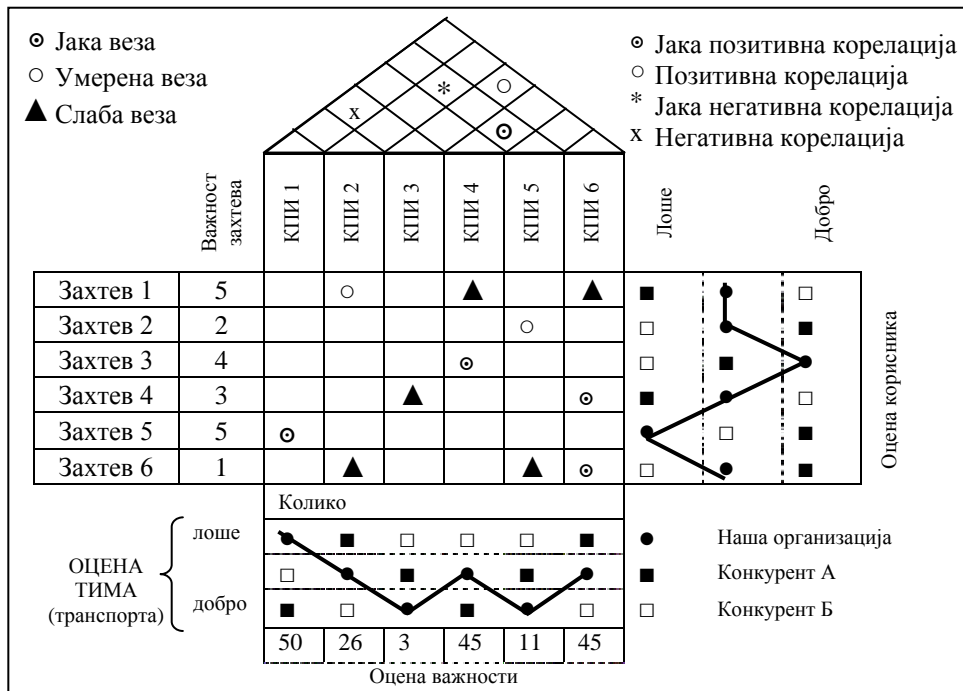 Јака веза
Умерена веза
Слаба веза
Јака позитивна корелација
Позитивна корелација
* Јака негативна корелација
x Негативна корелација
*
x
Важност
захтева
КПИ 1
КПИ 2
КПИ 3
КПИ 4
КПИ 5
КПИ 6
Лоше
Добро
Захтев 1 5
Захтев 2 2
Захтев 3 4
Захтев 4 3
Захтев 5 5
Захтев 6 1
Оцена корисника
Колико
лоше
добро
ОЦЕНА
ТИМА
(транспорта)
Наша организација
Конкурент А
Конкурент Б
50 26 3 45 11 45
Оцена важности